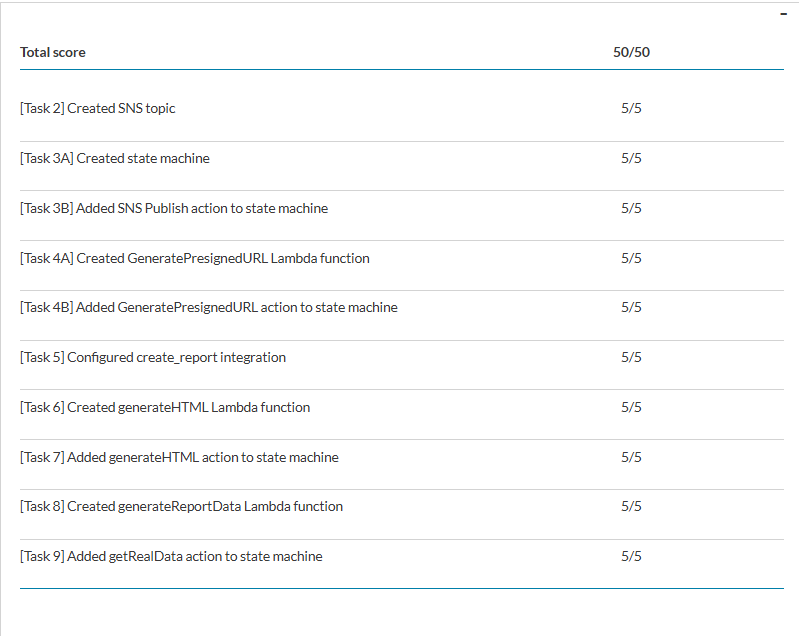 Total score 50/50
[Task 2] Created SNS topic 5/5
[Task 3A] Created state machine 5/5
[Task 3B] Added SNS Publish action to state machine 5/5
[Task 4A] Created GeneratePresignedURL Lambda function 5/5
[Task 4B] Added GeneratePresignedURL action to state machine 5/5
[Task 5] Configured create_report integration 5/5
[Task 6] Created generateHTML Lambda function 5/5
[Task 7] Added generateHTML action to state machine 5/5
[Task 8] Created generateReportData Lambda function 5/5
[Task 9] Added getRealData action to state machine 5/5